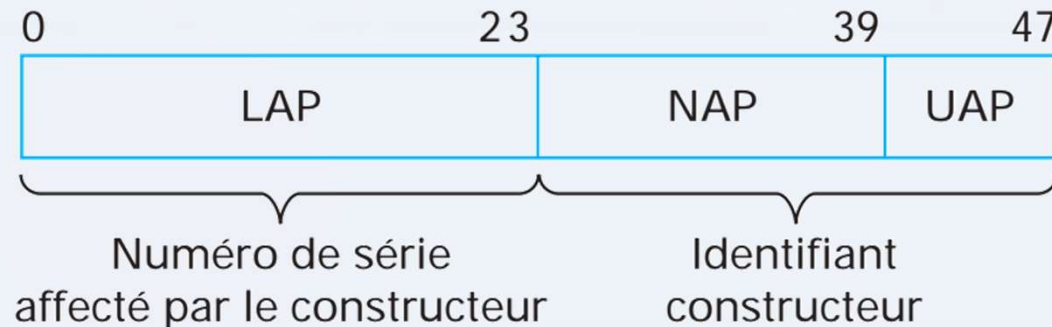 0 23 39 47
LAP NAP UAP
Numéro de série
affecté par le constructeur
Identifiant
constructeur